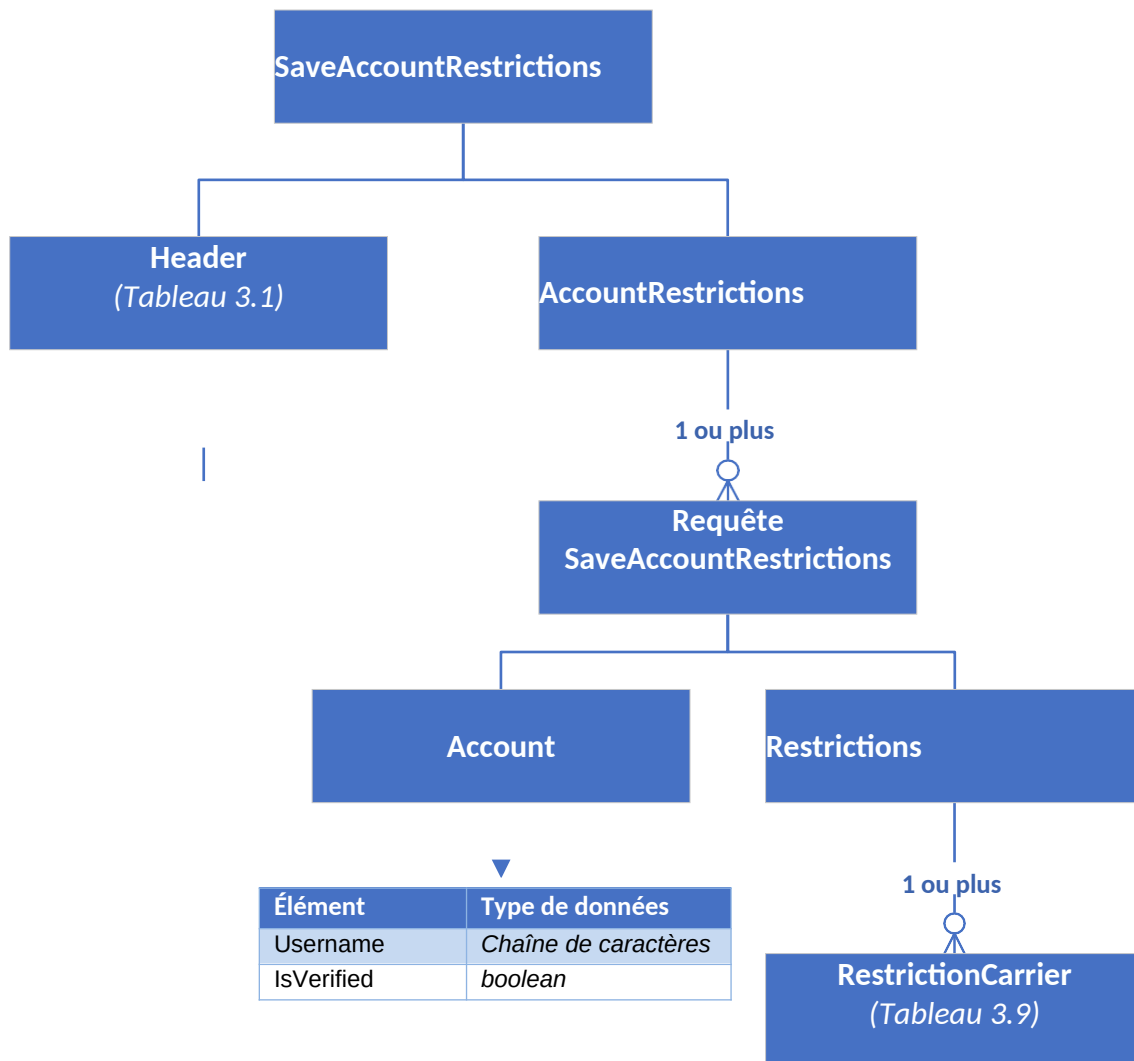 SaveAccountRestrictions
Header
(Tableau 3.1)
AccountRestrictions
1 ou plus
Requête
SaveAccountRestrictions
Account
Restrictions
1 ou plus
Élément Type de données
Username Chaîne de caractères
IsVerified boolean
RestrictionCarrier
(Tableau 3.9)